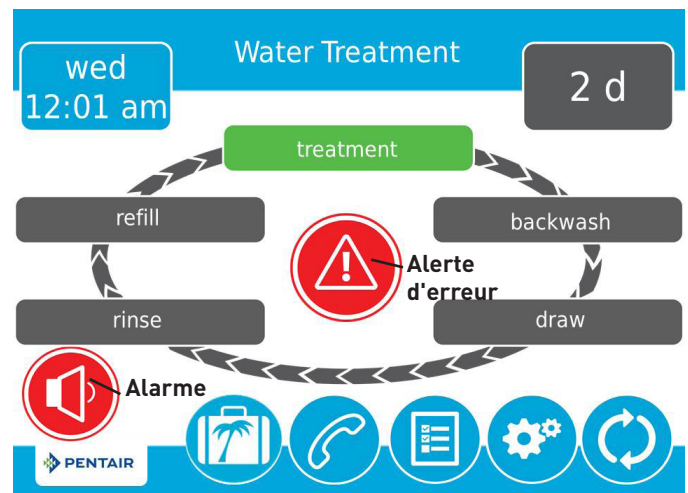 Water Treatment
wed
12:01 am
2 d
treatment
refill
backwash
Alerte
d'erreur
rinse
draw
Alarme
PENTAIR